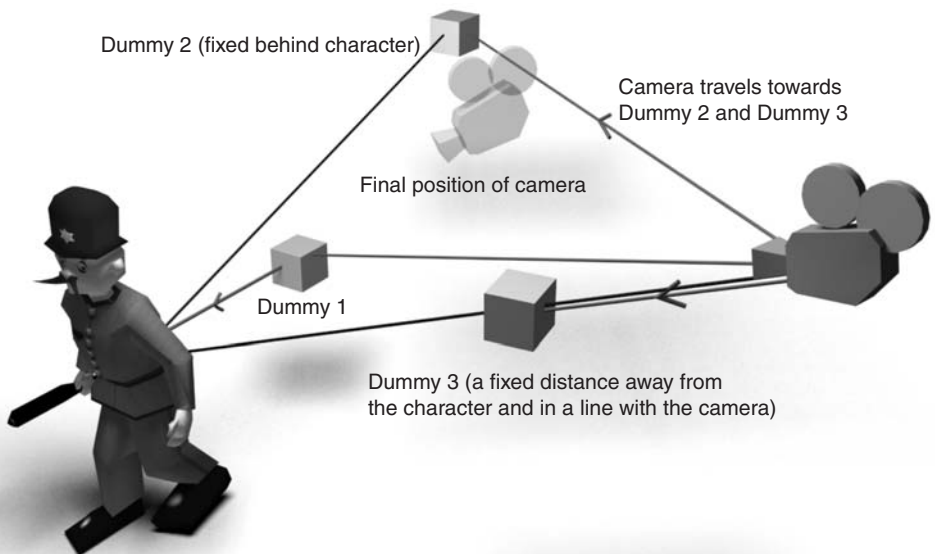 Dummy 2 (fixed behind character)
Camera travels towards
Dummy 2 and Dummy 3
Final position of camera
Dummy 1
Dummy 3 (a fixed distance away from
the character and in a line with the camera)